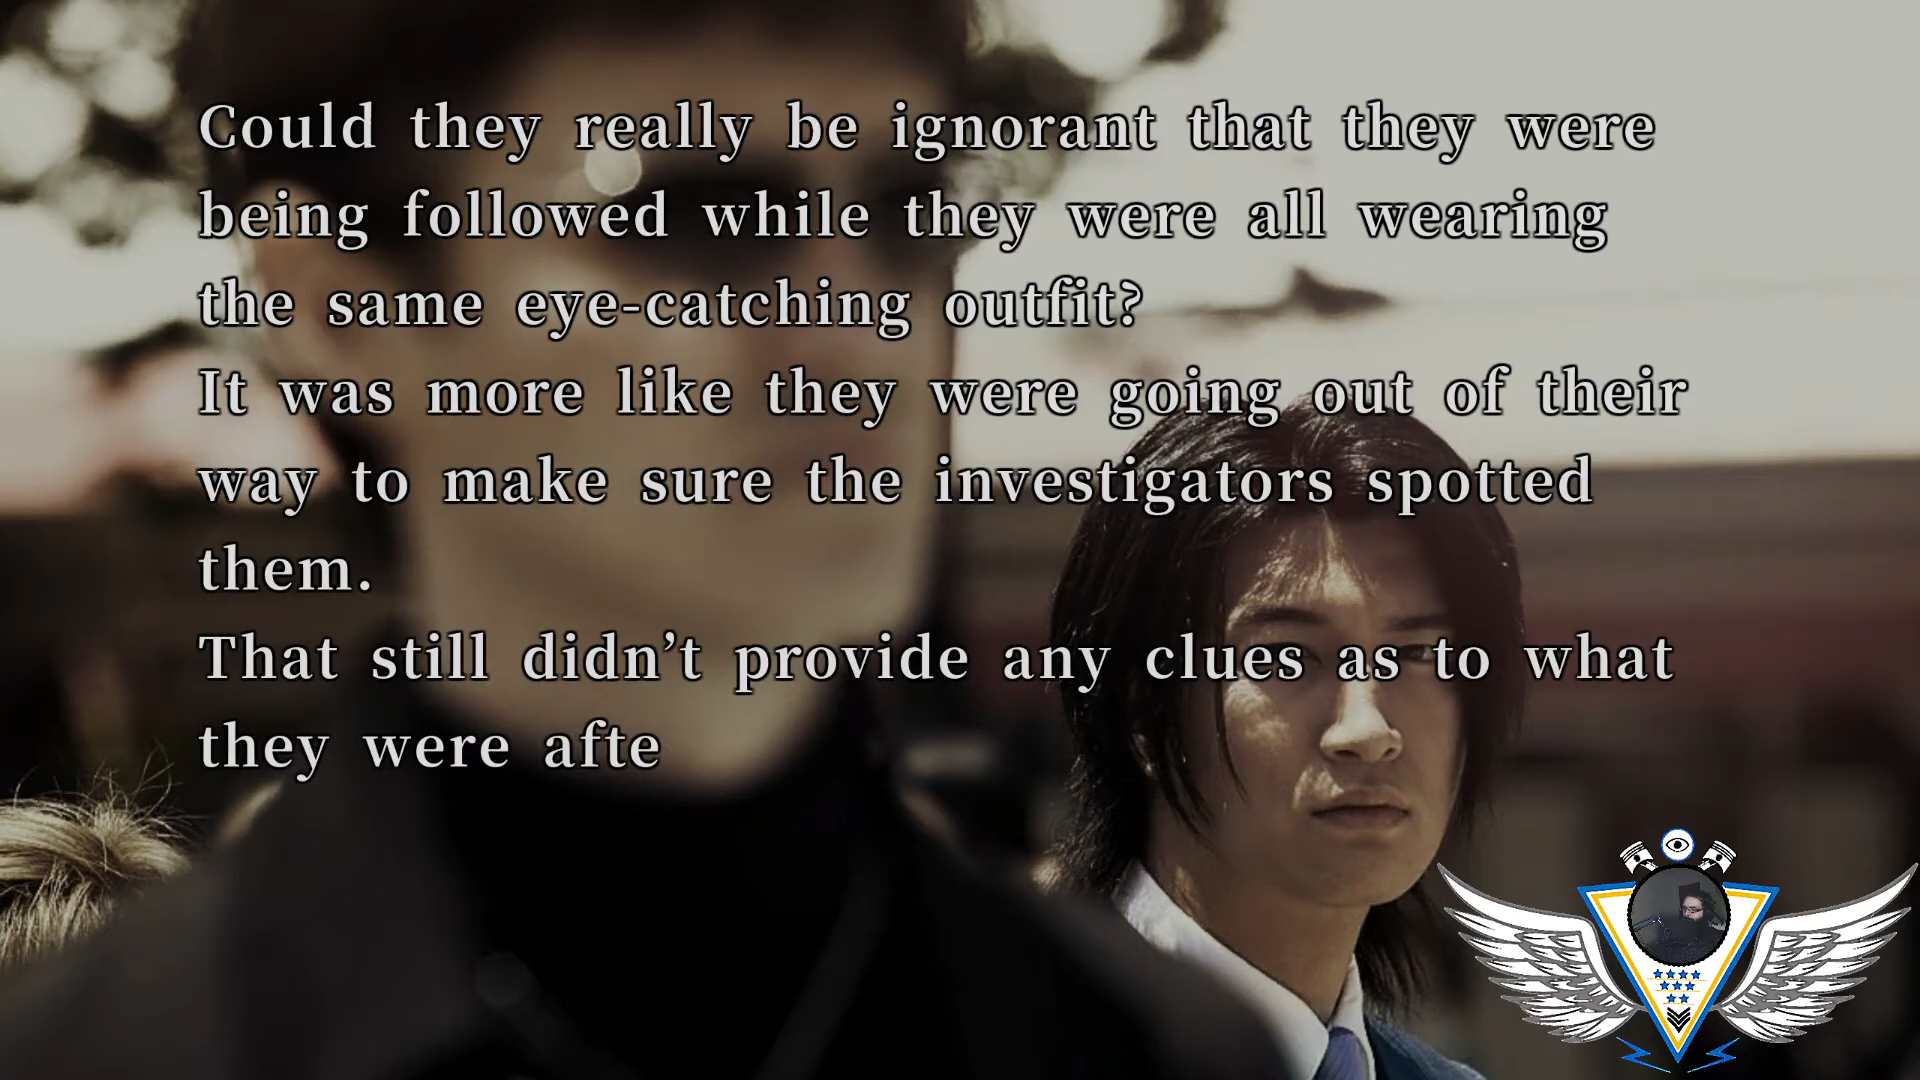 Could they really be ignorant that they were
being followed while they were all wearing
the same eye-catching outfit?
It was more like they were going out of their
way to make sure the investigators spotted
them.
That still didn’t provide any clues as to what
they were afte